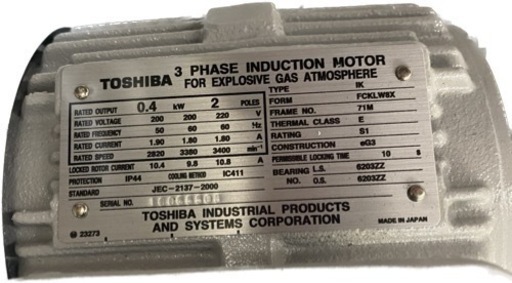 TOSHIBA 3 PHASE INDUCTION MOTOR
FOR EXPLOSIVE GAS ATMOSPHERE
RATED OUTPUT 0.4 kW 2 POLES
RATED VOLTAGE 200 200 220 V
RATED FREQUENCY 50 60 60 Hz
RATED CURRENT 1.90 1.80 1.80 A
RATED SPEED 2820 3380 3400 min⁻¹
LOCKED ROTOR CURRENT 10.4 9.8 10.8 A
PROTECTION IP44 COOLING METHOD IC411
STANDARD JEC-2137-2000
SERIAL NO.
TYPE IK
FORM FCKLW8X
FRAME NO. 71M
THERMAL CLASS E
RATING S1
CONSTRUCTION eG3
PERMISSIBLE LOCKING TIME 10 s
BEARING L.S. 6203ZZ
NO. O.S. 6203ZZ
TOSHIBA INDUSTRIAL PRODUCTS
AND SYSTEMS CORPORATION
23273
MADE IN JAPAN